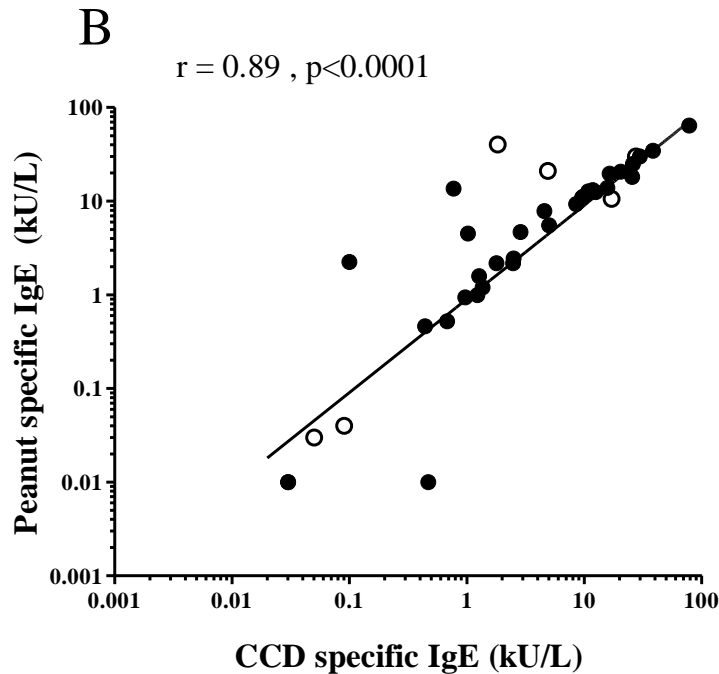 B
r = 0.89 , p<0.0001
100
10
1
0.1
0.01
0.001
Peanut specific IgE (kU/L)
0.001 0.01 0.1 1 10 100
CCD specific IgE (kU/L)